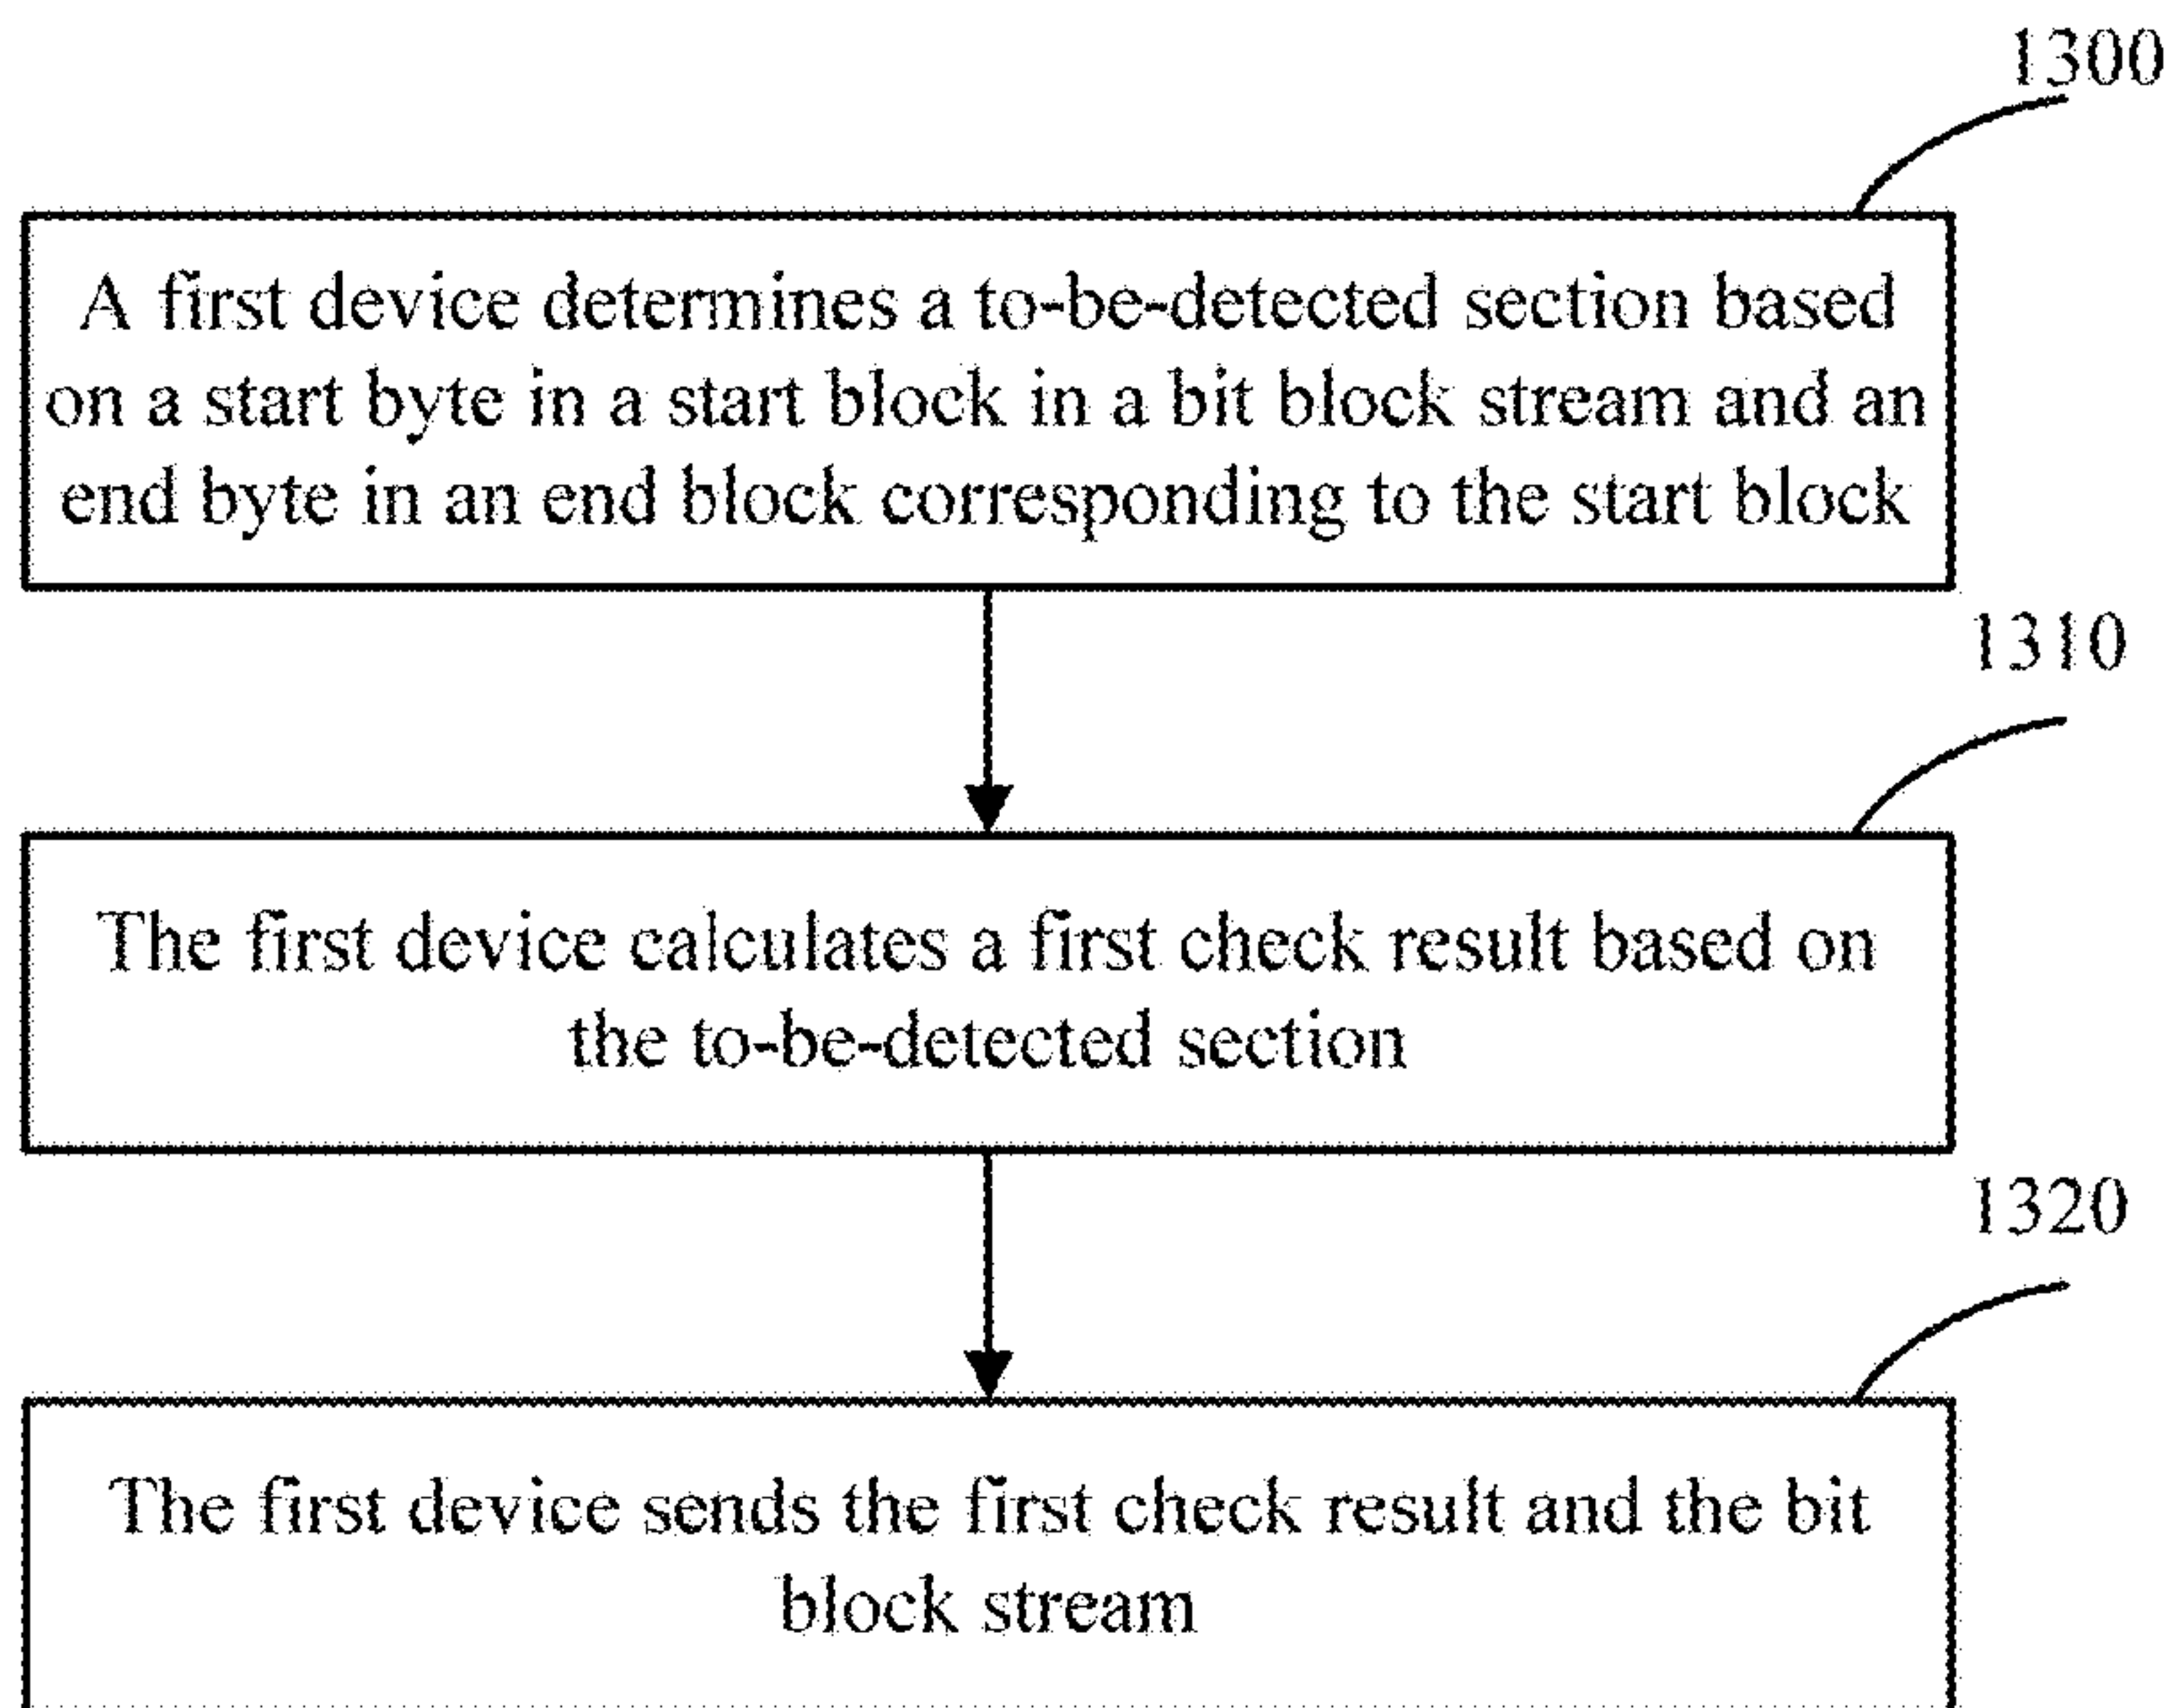 1300
A first device determines a to-be-detected section based
on a start byte in a start block in a bit block stream and an
end byte in an end block corresponding to the start block
1310
The first device calculates a first check result based on
the to-be-detected section
1320
The first device sends the first check result and the bit
block stream